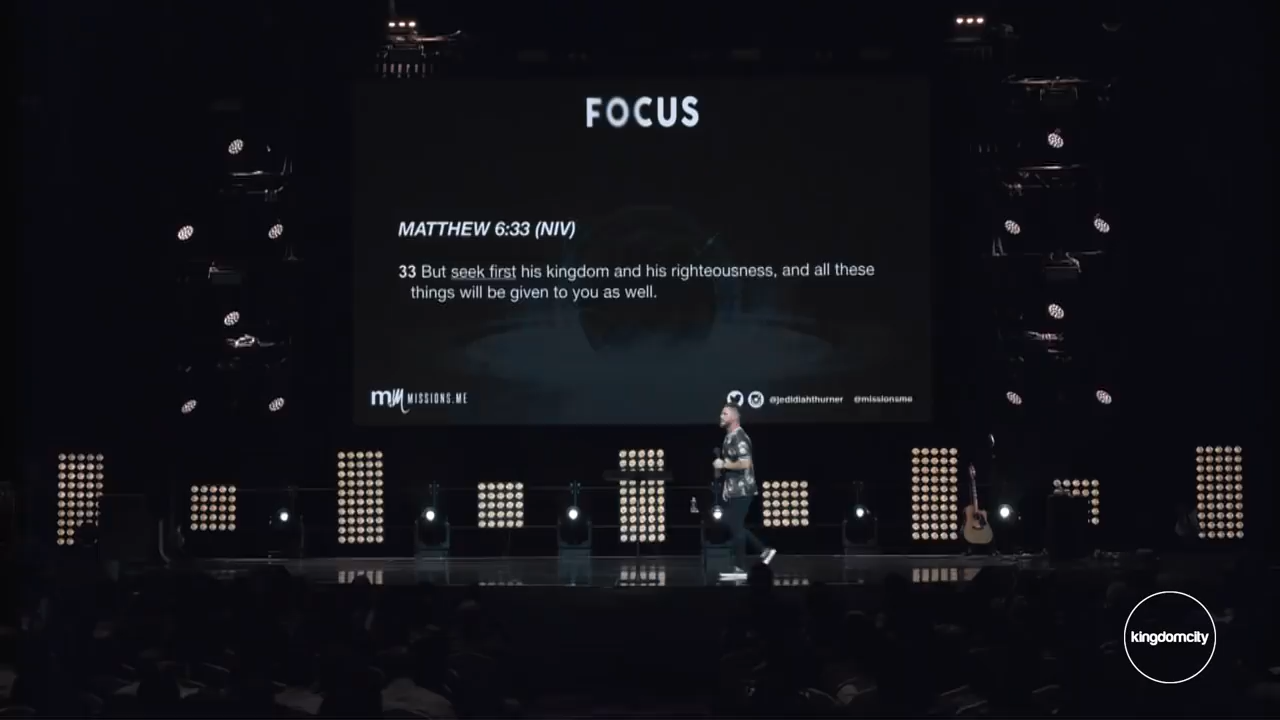 FOCUS
MATTHEW 6:33 (NIV)
33 But seek first his kingdom and his righteousness, and all these
things will be given to you as well.
mm MISSIONS.ME
@jedidiahthurner @missionsme
kingdomcity